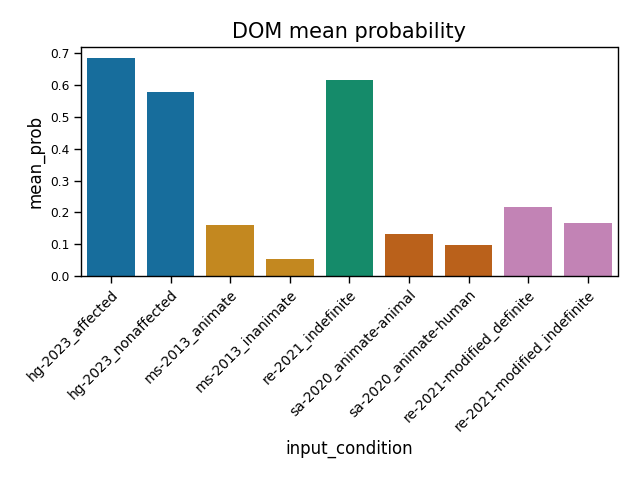 DOM mean probability
mean_prob
0.7
0.6
0.5
0.4
0.3
0.2
0.1
0.0
hg-2023_affected
hg-2023_nonaffected
ms-2013_animate
ms-2013_inanimate
re-2021_indefinite
sa-2020_animate-animal
sa-2020_animate-human
re-2021-modified_definite
re-2021-modified_indefinite
input_condition